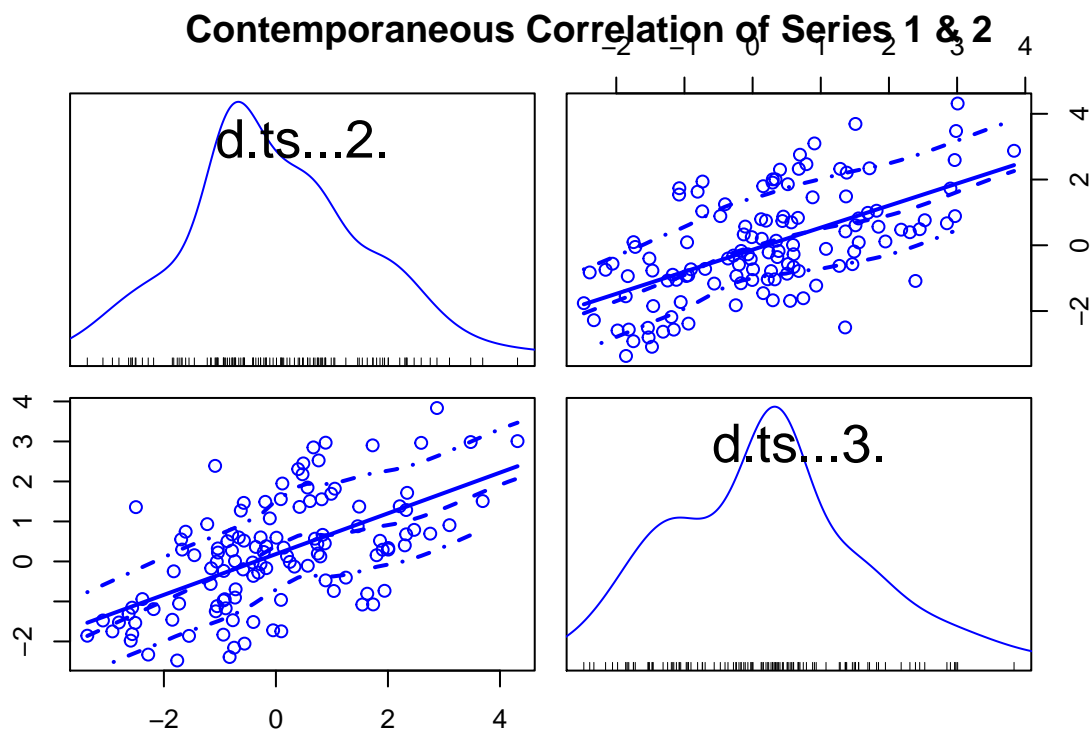 Contemporaneous Correlation of Series 1 & 2
−2 −1 0 1 2 3 4
d.ts...2.
4
2
0
−2
4
3
2
1
0
−2
d.ts...3.
−2 0 2 4